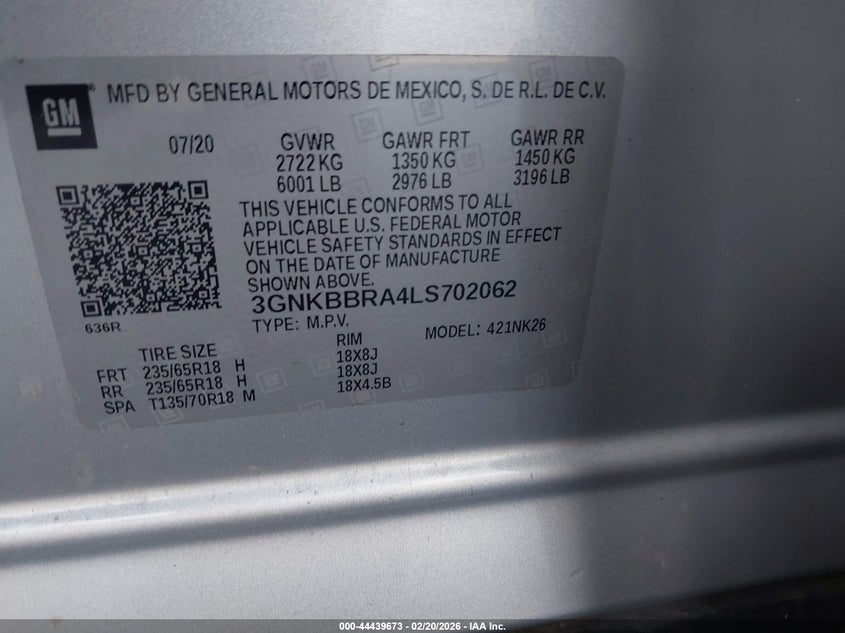 GM ® MFD BY GENERAL MOTORS DE MEXICO, S. DE R.L. DE C.V.
07/20 GVWR GAWR FRT GAWR RR
2722 KG 1350 KG 1450 KG
6001 LB 2976 LB 3196 LB
THIS VEHICLE CONFORMS TO ALL
APPLICABLE U.S. FEDERAL MOTOR
VEHICLE SAFETY STANDARDS IN EFFECT
ON THE DATE OF MANUFACTURE
SHOWN ABOVE.
3GNKBBRA4LS702062
636R
TYPE: M.P.V. MODEL: 421NK26
TIRE SIZE RIM
FRT 235/65R18 H 18X8J
RR 235/65R18 H 18X8J
SPA T135/70R18 M 18X4.5B
000-44439673 — 02/20/2026 — IAA Inc.